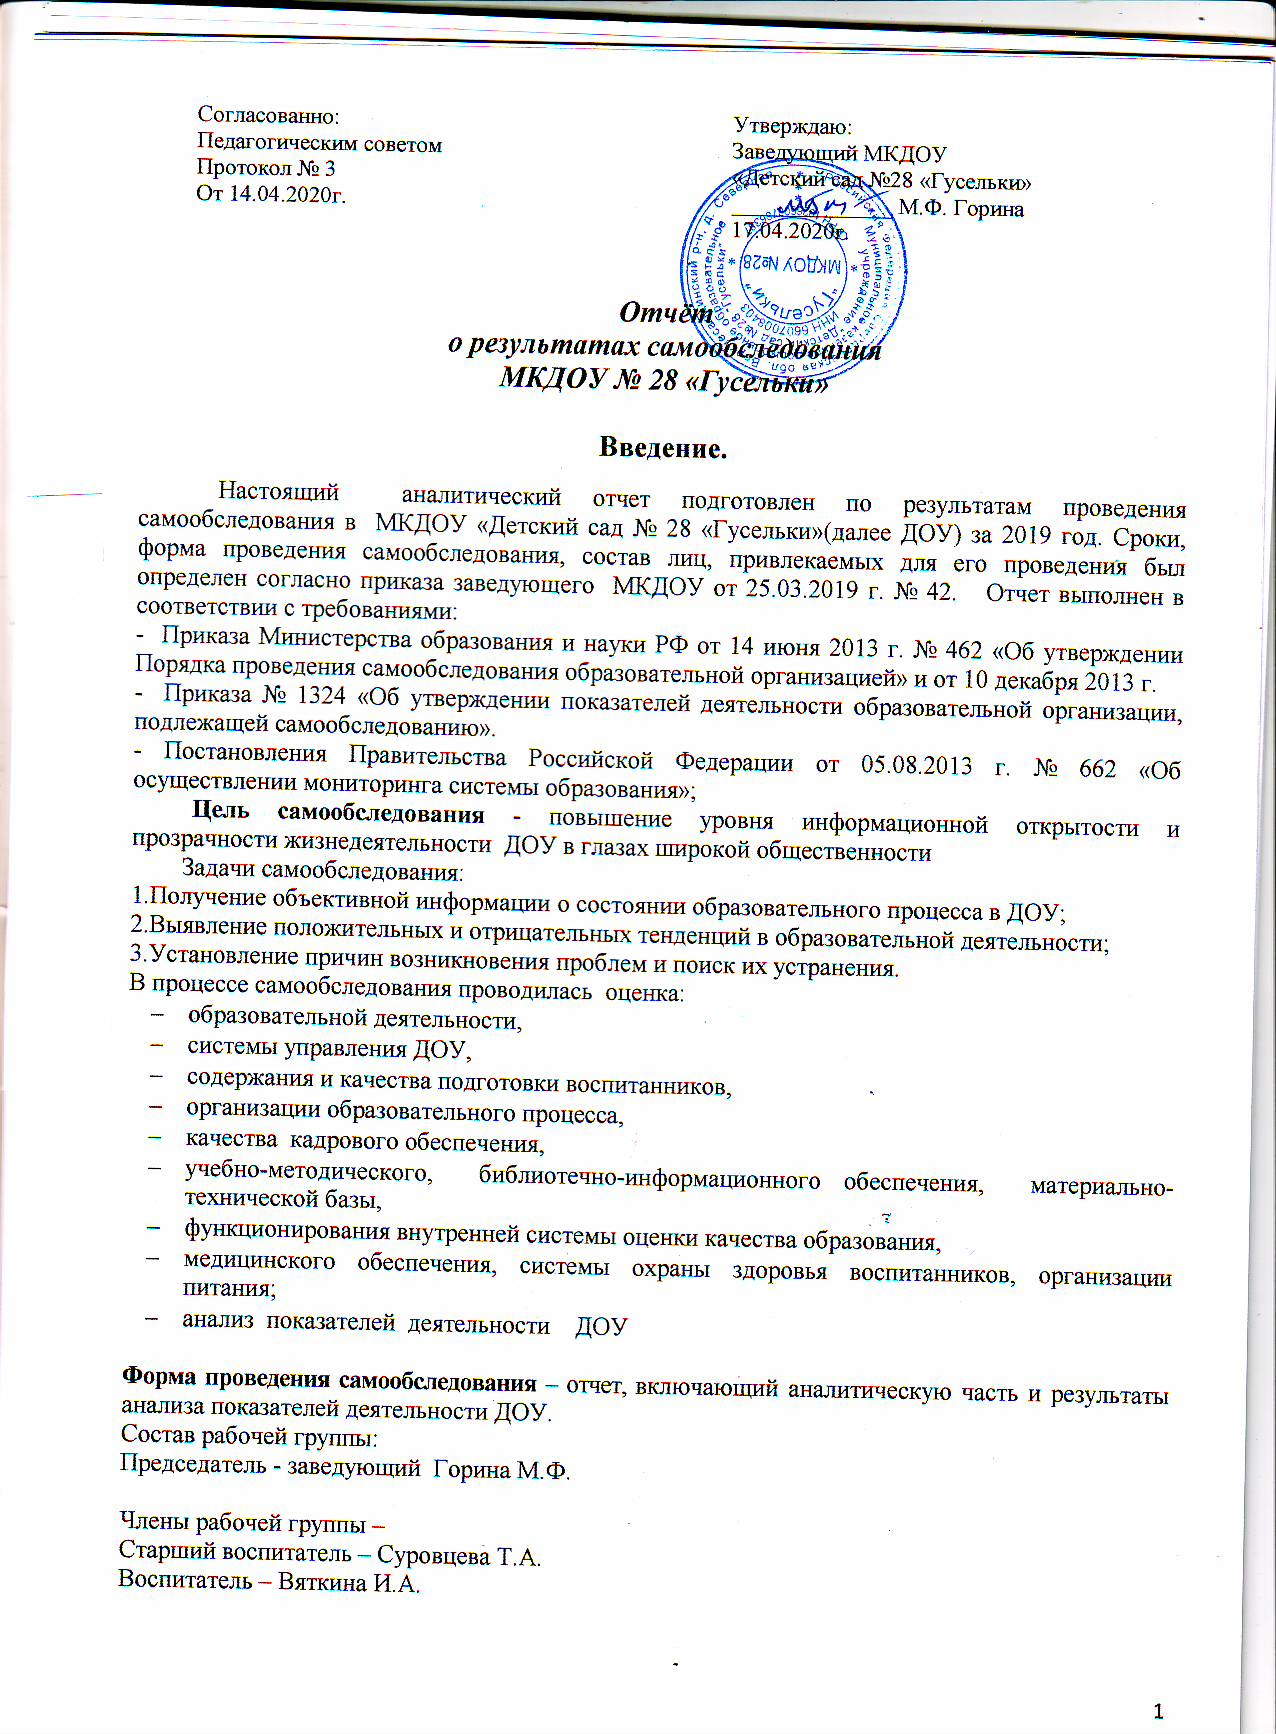 Согласованно:
Педагогическим советом
Протокол № 3
От 14.04.2020г.
Утверждаю:
Заведующий МКДОУ
«Детский сад №28 «Гусельки»
М.Ф. Горина
17.04.2020г.
МКДОУ №28
"Гусельки"
Отчёт
о результатах самообследования
МКДОУ № 28 «Гусельки»
Введение.
Настоящий аналитический отчет подготовлен по результатам проведения
самообследования в МКДОУ «Детский сад № 28 «Гусельки»(далее ДОУ) за 2019 год. Сроки,
форма проведения самообследования, состав лиц, привлекаемых для его проведения был
определен согласно приказа заведующего МКДОУ от 25.03.2019 г. № 42. Отчет выполнен в
соответствии с требованиями:
- Приказа Министерства образования и науки РФ от 14 июня 2013 г. № 462 «Об утверждении
Порядка проведения самообследования образовательной организацией» и от 10 декабря 2013 г.
- Приказа № 1324 «Об утверждении показателей деятельности образовательной организации,
подлежащей самообследованию».
- Постановления Правительства Российской Федерации от 05.08.2013 г. № 662 «Об
осуществлении мониторинга системы образования»;
Цель самообследования - повышение уровня информационной открытости и
прозрачности жизнедеятельности ДОУ в глазах широкой общественности
Задачи самообследования:
1.Получение объективной информации о состоянии образовательного процесса в ДОУ;
2.Выявление положительных и отрицательных тенденций в образовательной деятельности;
3.Установление причин возникновения проблем и поиск их устранения.
В процессе самообследования проводилась оценка:
– образовательной деятельности,
– системы управления ДОУ,
– содержания и качества подготовки воспитанников,
– организации образовательного процесса,
– качества кадрового обеспечения,
– учебно-методического, библиотечно-информационного обеспечения, материально-
технической базы,
– функционирования внутренней системы оценки качества образования,
– медицинского обеспечения, системы охраны здоровья воспитанников, организации
питания;
– анализ показателей деятельности ДОУ
Форма проведения самообследования – отчет, включающий аналитическую часть и результаты
анализа показателей деятельности ДОУ.
Состав рабочей группы:
Председатель - заведующий Горина М.Ф.
Члены рабочей группы –
Старший воспитатель – Суровцева Т.А.
Воспитатель – Вяткина И.А.
1